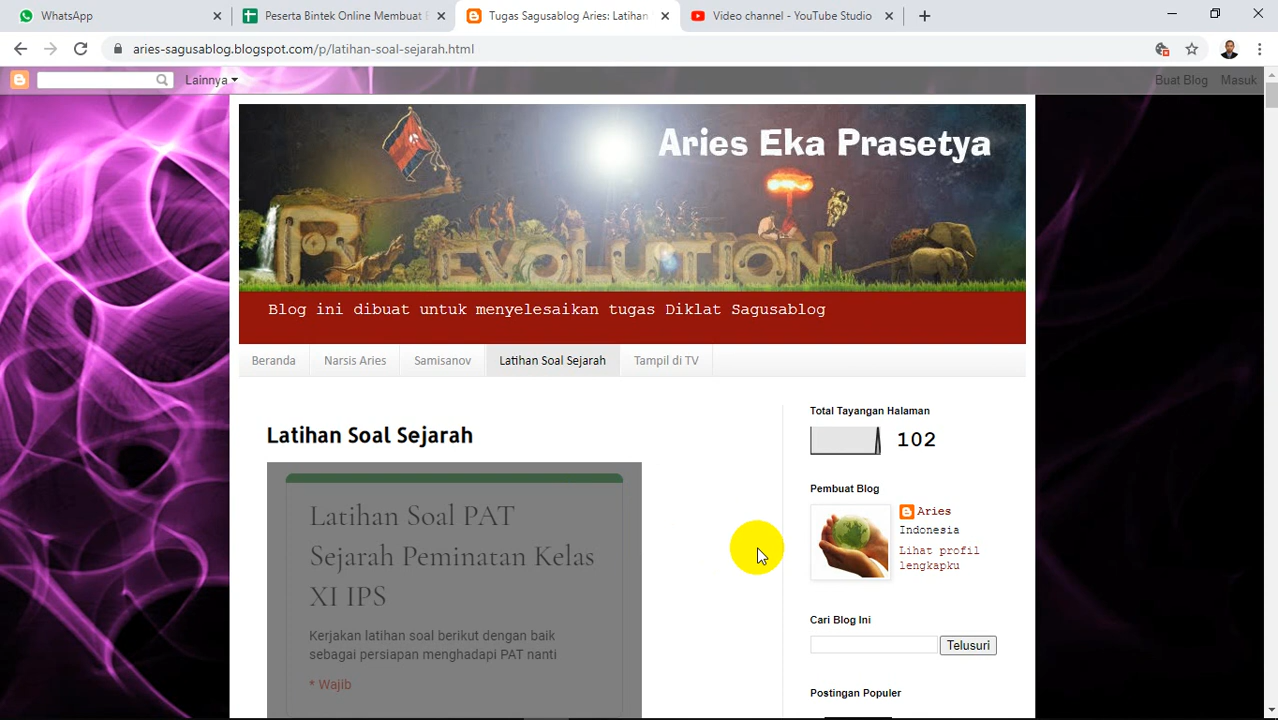 WhatsApp
Peserta Bintek Online Membuat E
Tugas Sagusablog Aries: Latihan
Video channel - YouTube Studio
aries-sagusablog.blogspot.com/p/latihan-soal-sejarah.html
Lainnya
Buat Blog
Masuk
Aries Eka Prasetya
REVOLUTION
Blog ini dibuat untuk menyelesaikan tugas Diklat Sagusablog
Beranda
Narsis Aries
Samisanov
Latihan Soal Sejarah
Tampil di TV
Latihan Soal Sejarah
Latihan Soal PAT
Sejarah Peminatan Kelas
XI IPS
Kerjakan latihan soal berikut dengan baik
sebagai persiapan menghadapi PAT nanti
* Wajib
Total Tayangan Halaman
102
Pembuat Blog
Aries
Indonesia
Lihat profil
lengkapku
Cari Blog Ini
Telusuri
Postingan Populer